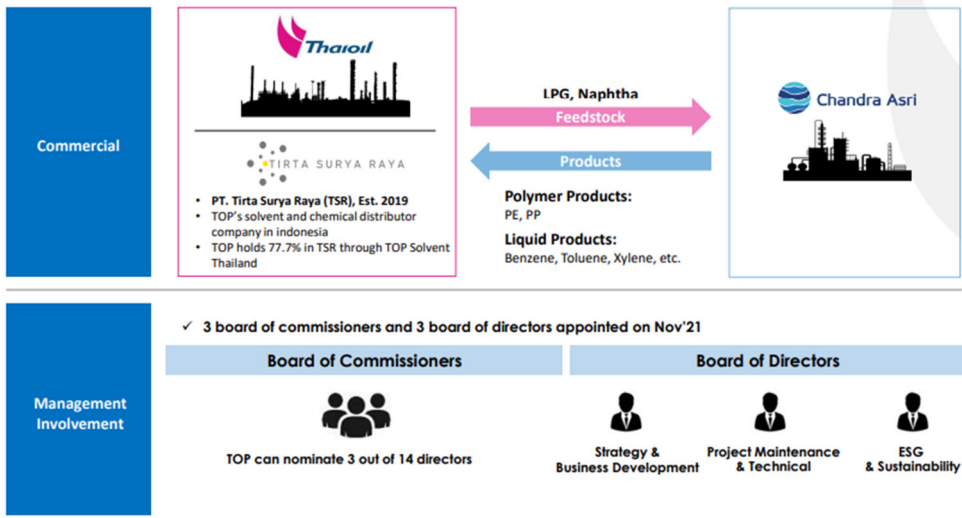 Commercial
Thaioil
TIRTA SURYA RAYA
• PT. Tirta Surya Raya (TSR), Est. 2019
• TOP's solvent and chemical distributor
company in indonesia
• TOP holds 77.7% in TSR through TOP Solvent
Thailand
LPG, Naphtha
Feedstock
Products
Polymer Products:
PE, PP
Liquid Products:
Benzene, Toluene, Xylene, etc.
Chandra Asri
Management
Involvement
✓ 3 board of commissioners and 3 board of directors appointed on Nov'21
Board of Commissioners
TOP can nominate 3 out of 14 directors
Board of Directors
Strategy &
Business Development
Project Maintenance
& Technical
ESG
& Sustainability